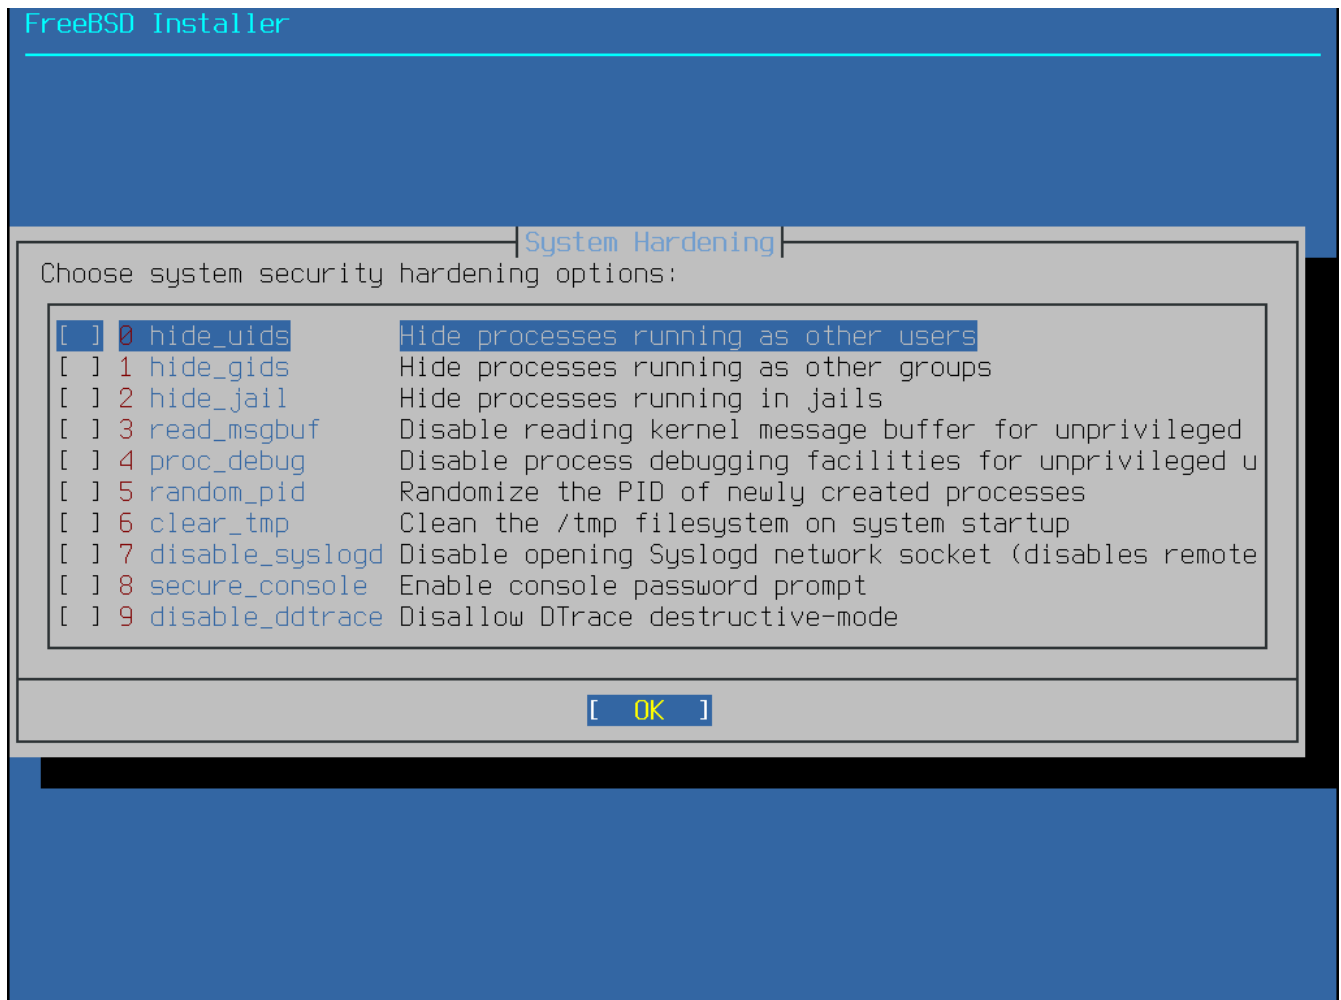 FreeBSD Installer
System Hardening
Choose system security hardening options:
[ ] 0 hide_uids Hide processes running as other users
[ ] 1 hide_gids Hide processes running as other groups
[ ] 2 hide_jail Hide processes running in jails
[ ] 3 read_msgbuf Disable reading kernel message buffer for unprivileged
[ ] 4 proc_debug Disable process debugging facilities for unprivileged u
[ ] 5 random_pid Randomize the PID of newly created processes
[ ] 6 clear_tmp Clean the /tmp filesystem on system startup
[ ] 7 disable_syslogd Disable opening Syslogd network socket (disables remote
[ ] 8 secure_console Enable console password prompt
[ ] 9 disable_ddtrace Disallow DTrace destructive-mode
[ OK ]